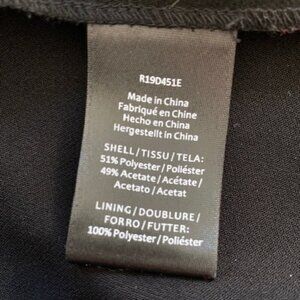 R19D451E
Made in China
Fabriqué en Chine
Hecho en China
Hergestellt in China
SHELL / TISSU / TELA:
51% Polyester / Poliéster
49% Acetate / Acétate /
Acetato / Acetat
LINING / DOUBLURE /
FORRO / FUTTER:
100% Polyester / Poliéster